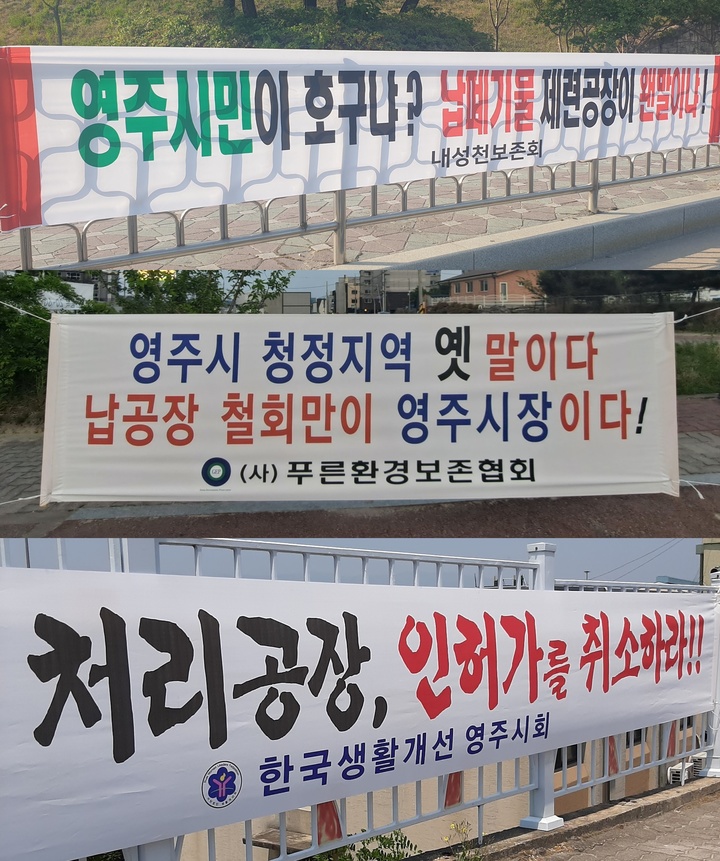 영주시민이 호구냐? 납폐기물 제련공장이 왠말이냐!
내성천보존회
영주시 청정지역 옛 말이다
납공장 철회만이 영주시장이다!
(사) 푸른환경보존협회
처리공장, 인허가를 취소하라!!
한국생활개선 영주시회